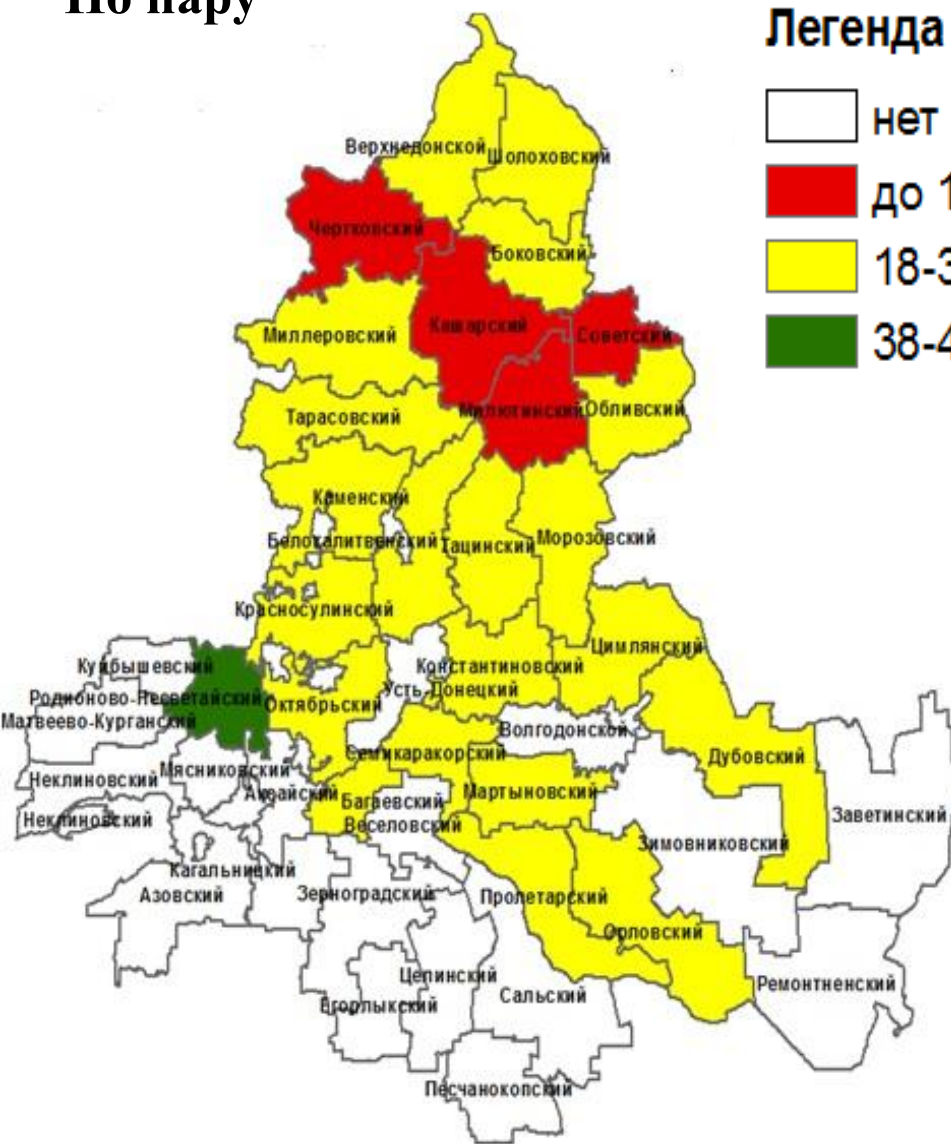 По пару
Легенда
нет
до 1
18-3
38-4
Верхнедонской
Шолоховский
Чертковский
Боковский
Миллеровский
Кашарский
Советский
Тарасовский
Милютинский
Обливский
Каменский
Белокалитвенский
Тацинский
Морозовский
Красносулинский
Цимлянский
Куйбышевский
Константиновский
Родионово-Несветайский
Усть-Донецкий
Октябрьский
Матвеево-Курганский
Волгодонской
Семикаракорский
Дубовский
Мясниковский
Неклиновский
Аксайский
Багаевский
Мартыновский
Неклиновский
Веселовский
Заветинский
Зимовниковский
Кагальницкий
Азовский
Зерноградский
Пролетарский
Орловский
Целинский
Сальский
Ремонтненский
Егорлыкский
Песчанокопский